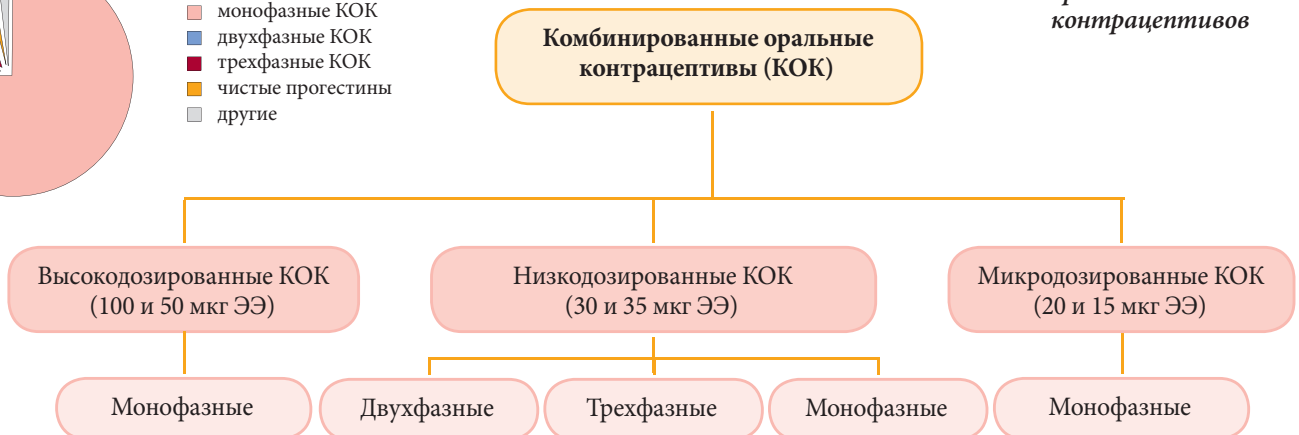 монофазные КОК
двухфазные КОК
трехфазные КОК
чистые прогестины
другие
контрацептивов
Комбинированные оральные
контрацептивы (КОК)
Высокодозированные КОК
(100 и 50 мкг ЭЭ)
Низкодозированные КОК
(30 и 35 мкг ЭЭ)
Микродозированные КОК
(20 и 15 мкг ЭЭ)
Монофазные
Двухфазные
Трехфазные
Монофазные
Монофазные